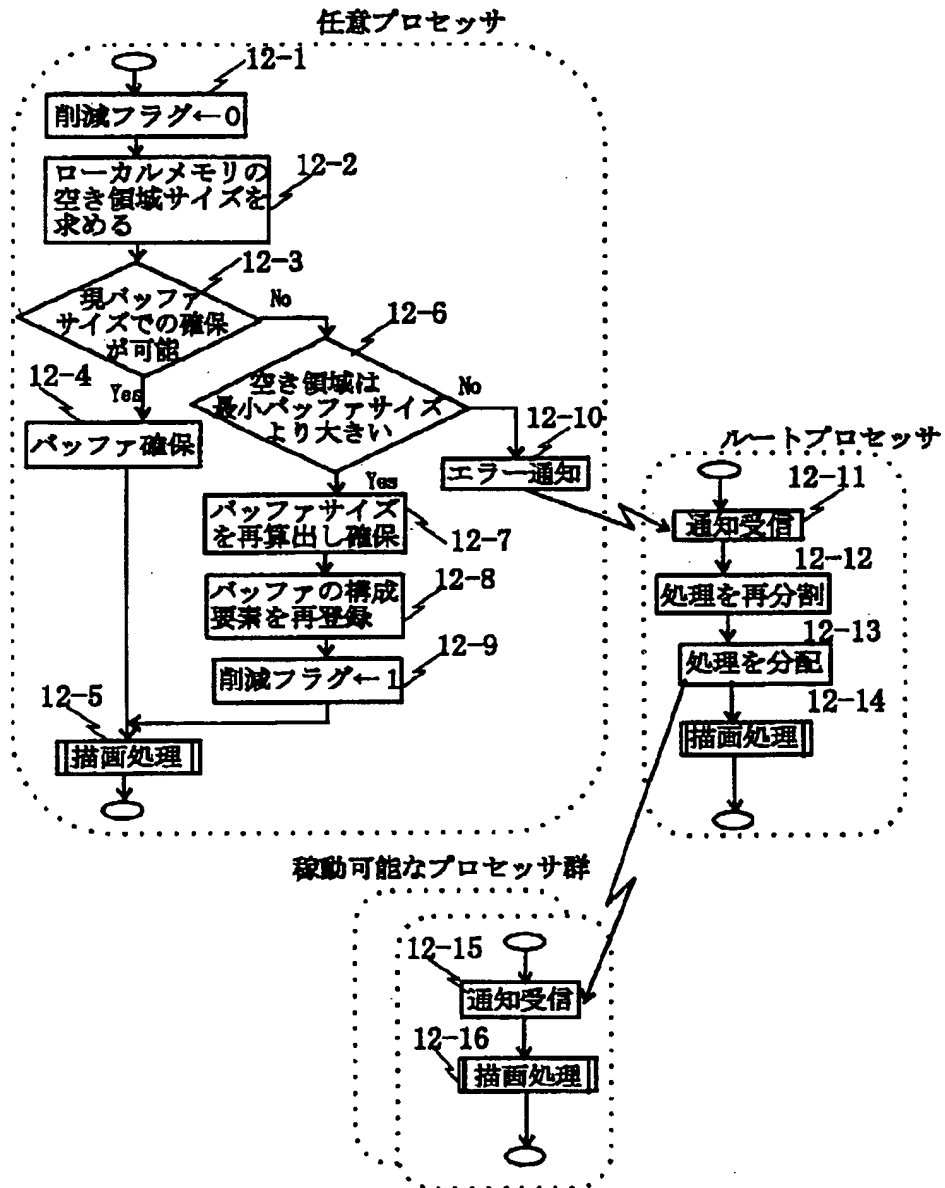 任意プロセッサ
12-1
削減フラグ←0
12-2
ローカルメモリの
空き領域サイズを
求める
12-3
現バッファ
サイズでの確保
が可能
No
Yes
12-4
バッファ確保
12-6
空き領域は
最小バッファサイズ
より大きい
No
Yes
12-10
エラー通知
バッファサイズ
を再算出し確保
12-7
12-8
バッファの構成
要素を再登録
12-9
削減フラグ←1
12-5
描画処理
ルートプロセッサ
12-11
通知受信
12-12
処理を再分割
12-13
処理を分配
12-14
描画処理
稼動可能なプロセッサ群
12-15
通知受信
12-16
描画処理